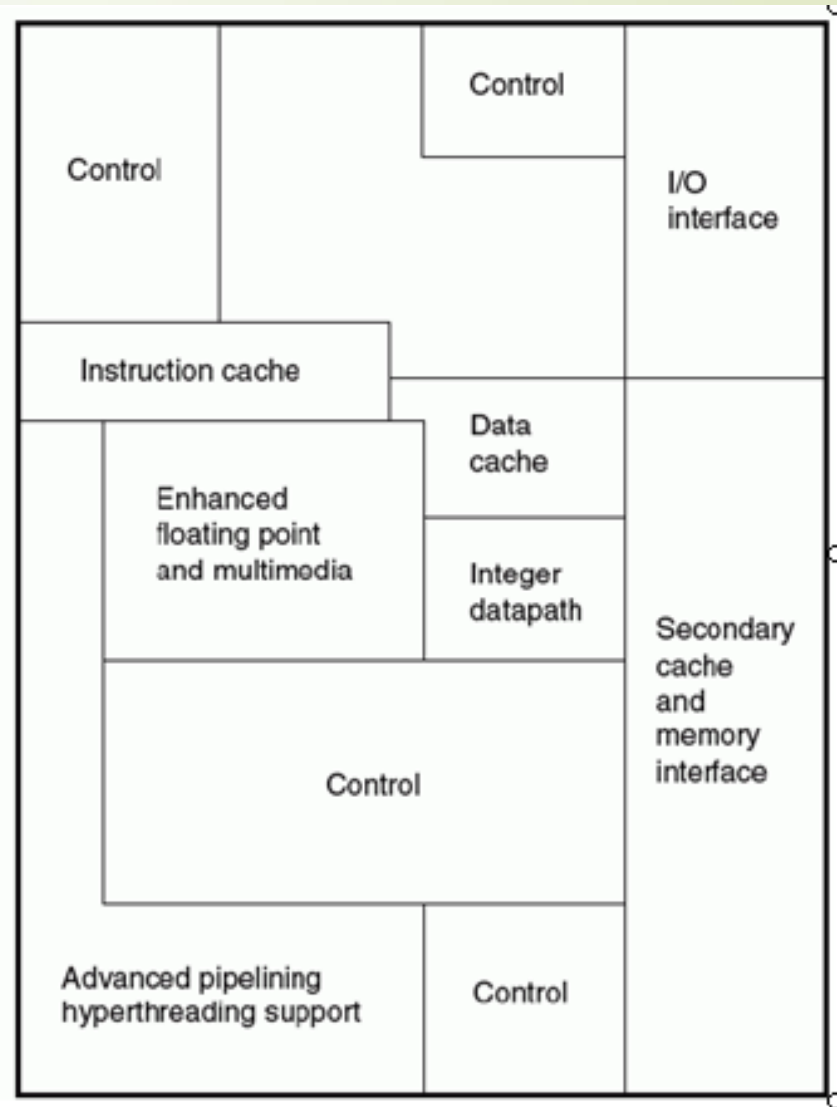 Control
Control
I/O
interface
Instruction cache
Data
cache
Enhanced
floating point
and multimedia
Integer
datapath
Secondary
cache
and
memory
interface
Control
Advanced pipelining
hyperthreading support
Control